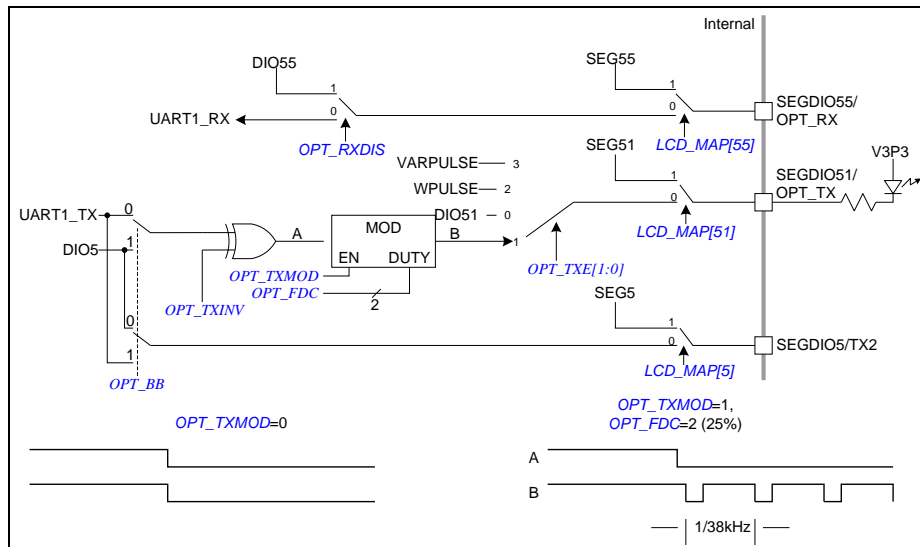 Internal
DIO55
SEG55
1
1
UART1_RX
0
0
SEGDIO55/
OPT_RX
OPT_RXDIS
LCD_MAP[55]
VARPULSE
3
SEG51
V3P3
WPULSE
2
SEGDIO51/
OPT_TX
1
UART1_TX
0
DIO51
0
0
A
MOD
B
1
DIO5
1
LCD_MAP[51]
EN
DUTY
OPT_TXMOD
OPT_TXE[1:0]
OPT_FDC
2
OPT_TXINV
SEG5
0
1
0
SEGDIO5/TX2
1
OPT_BB
LCD_MAP[5]
OPT_TXMOD=0
OPT_TXMOD=1,
OPT_FDC=2 (25%)
A
B
1/38kHz